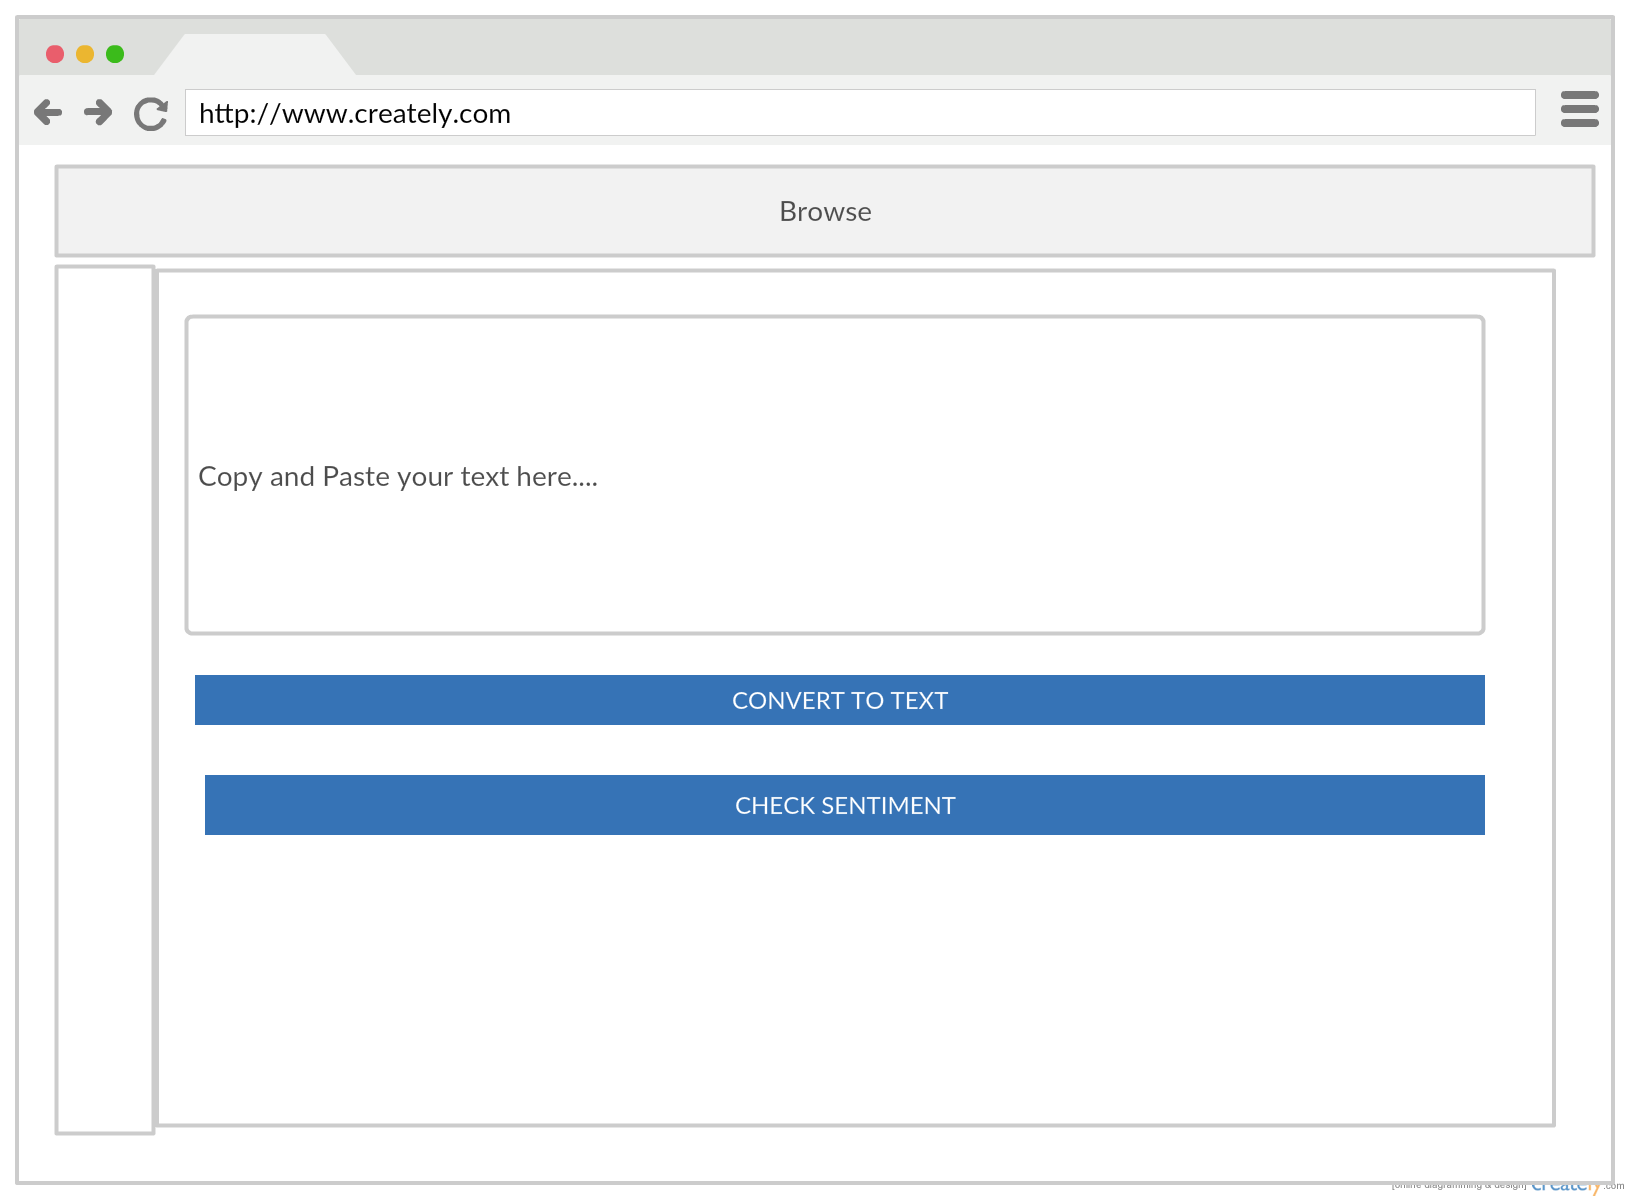 http://www.creately.com
Browse
Copy and Paste your text here....
CONVERT TO TEXT
CHECK SENTIMENT
[online diagramming & design] creately.com